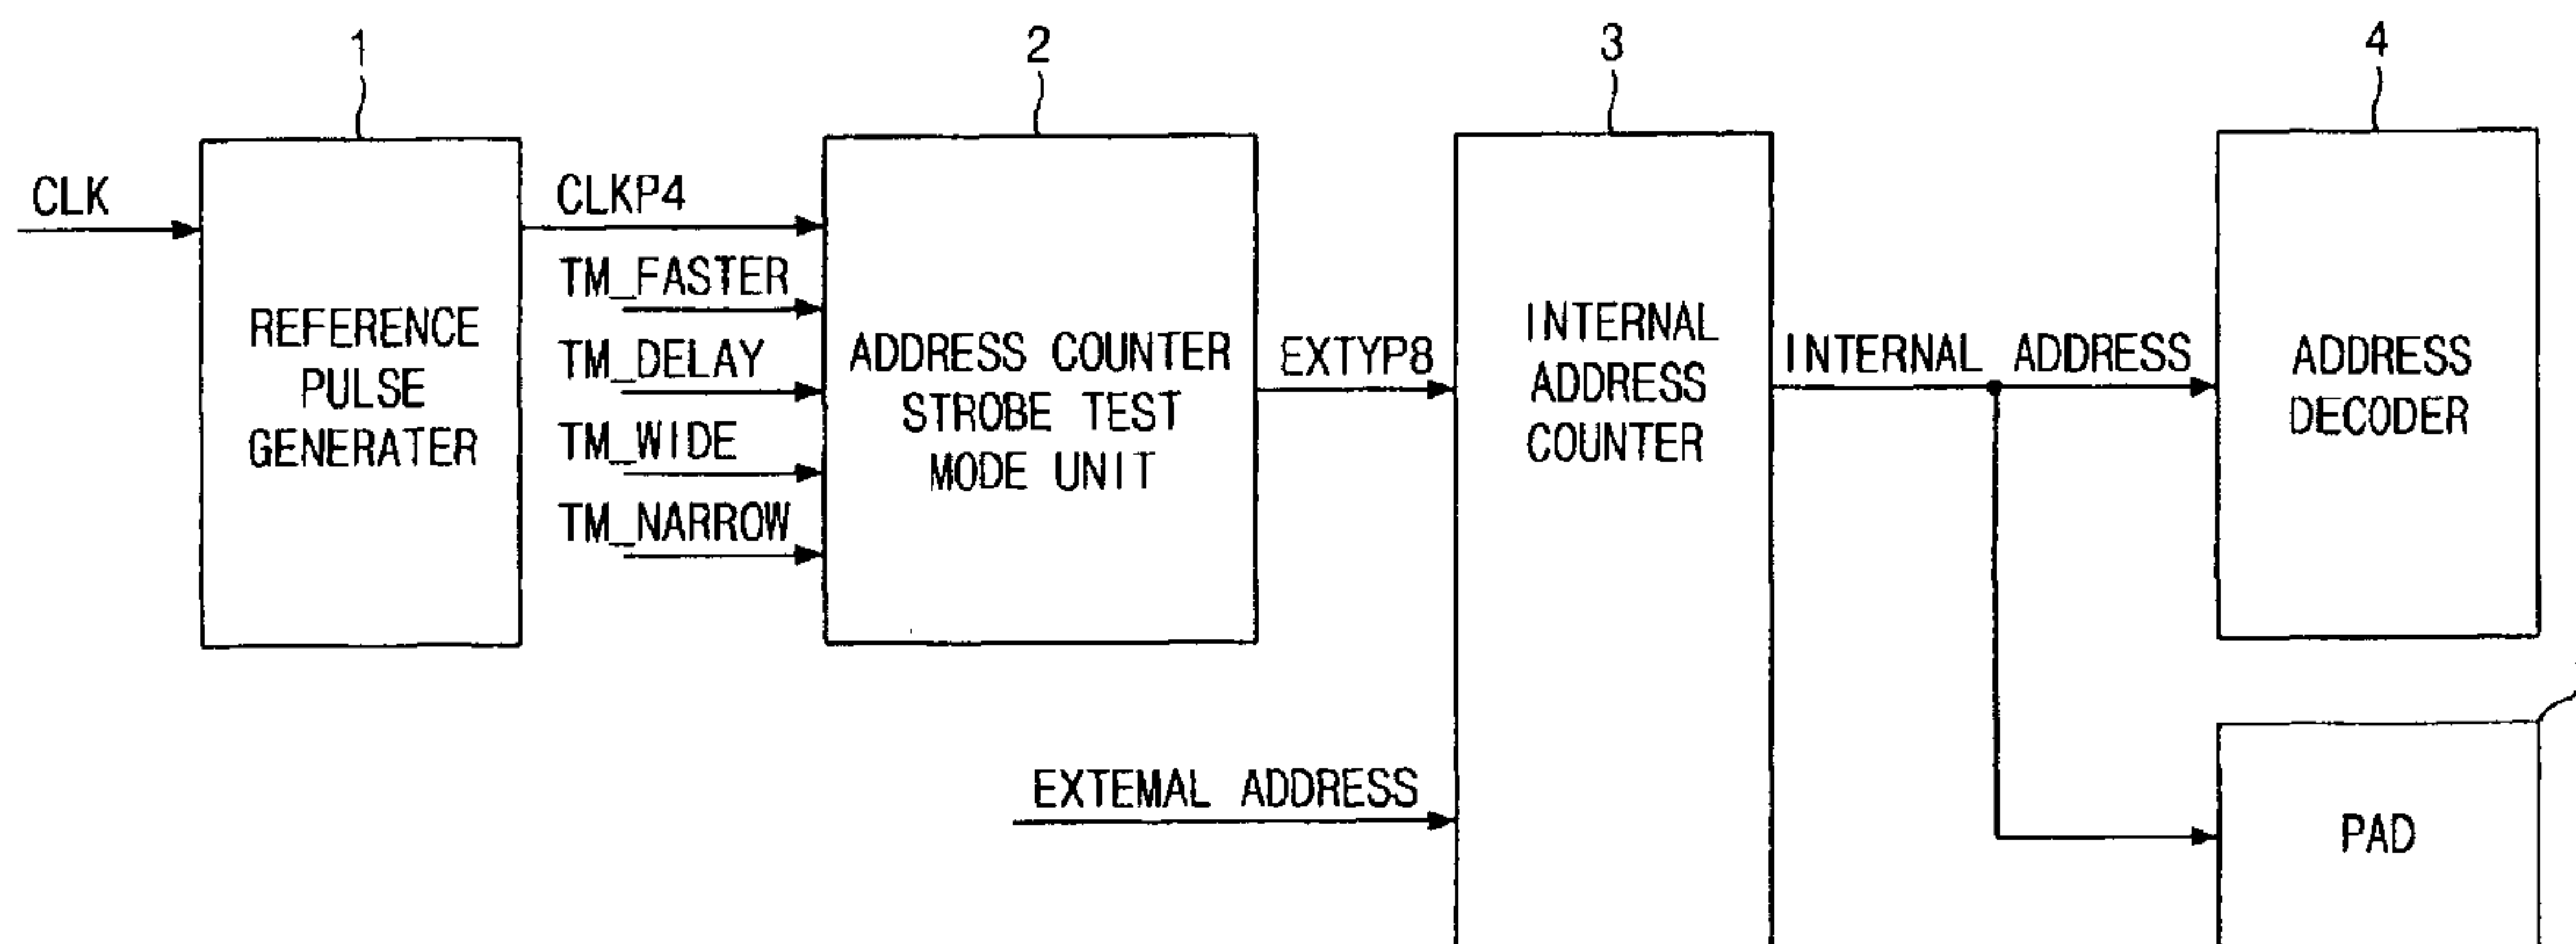 1
2
3
4
CLK
CLKP4
TM_FASTER
TM_DELAY
TM_WIDE
TM_NARROW
REFERENCE
PULSE
GENERATER
ADDRESS COUNTER
STROBE TEST
MODE UNIT
EXTYP8
INTERNAL
ADDRESS
COUNTER
INTERNAL ADDRESS
ADDRESS
DECODER
EXTEMAL ADDRESS
PAD